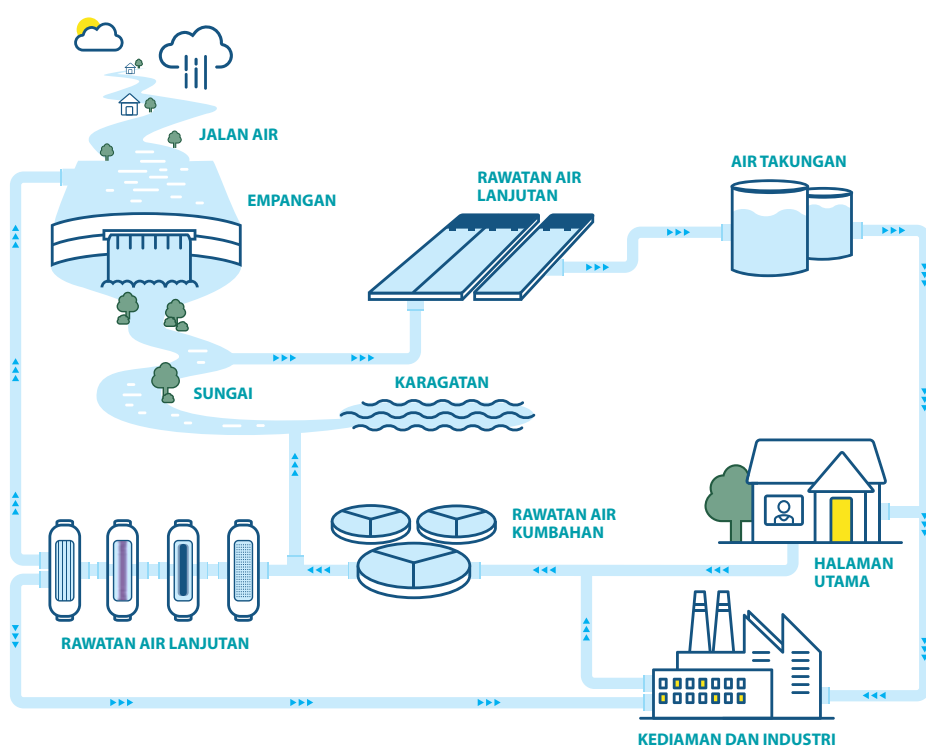 JALAN AIR
EMPANGAN
RAWATAN AIR
LANJUTAN
AIR TAKUNGAN
SUNGAI
KARAGATAN
RAWATAN AIR
KUMBAHAN
HALAMAN
UTAMA
RAWATAN AIR LANJUTAN
KEDIAMAN DAN INDUSTRI